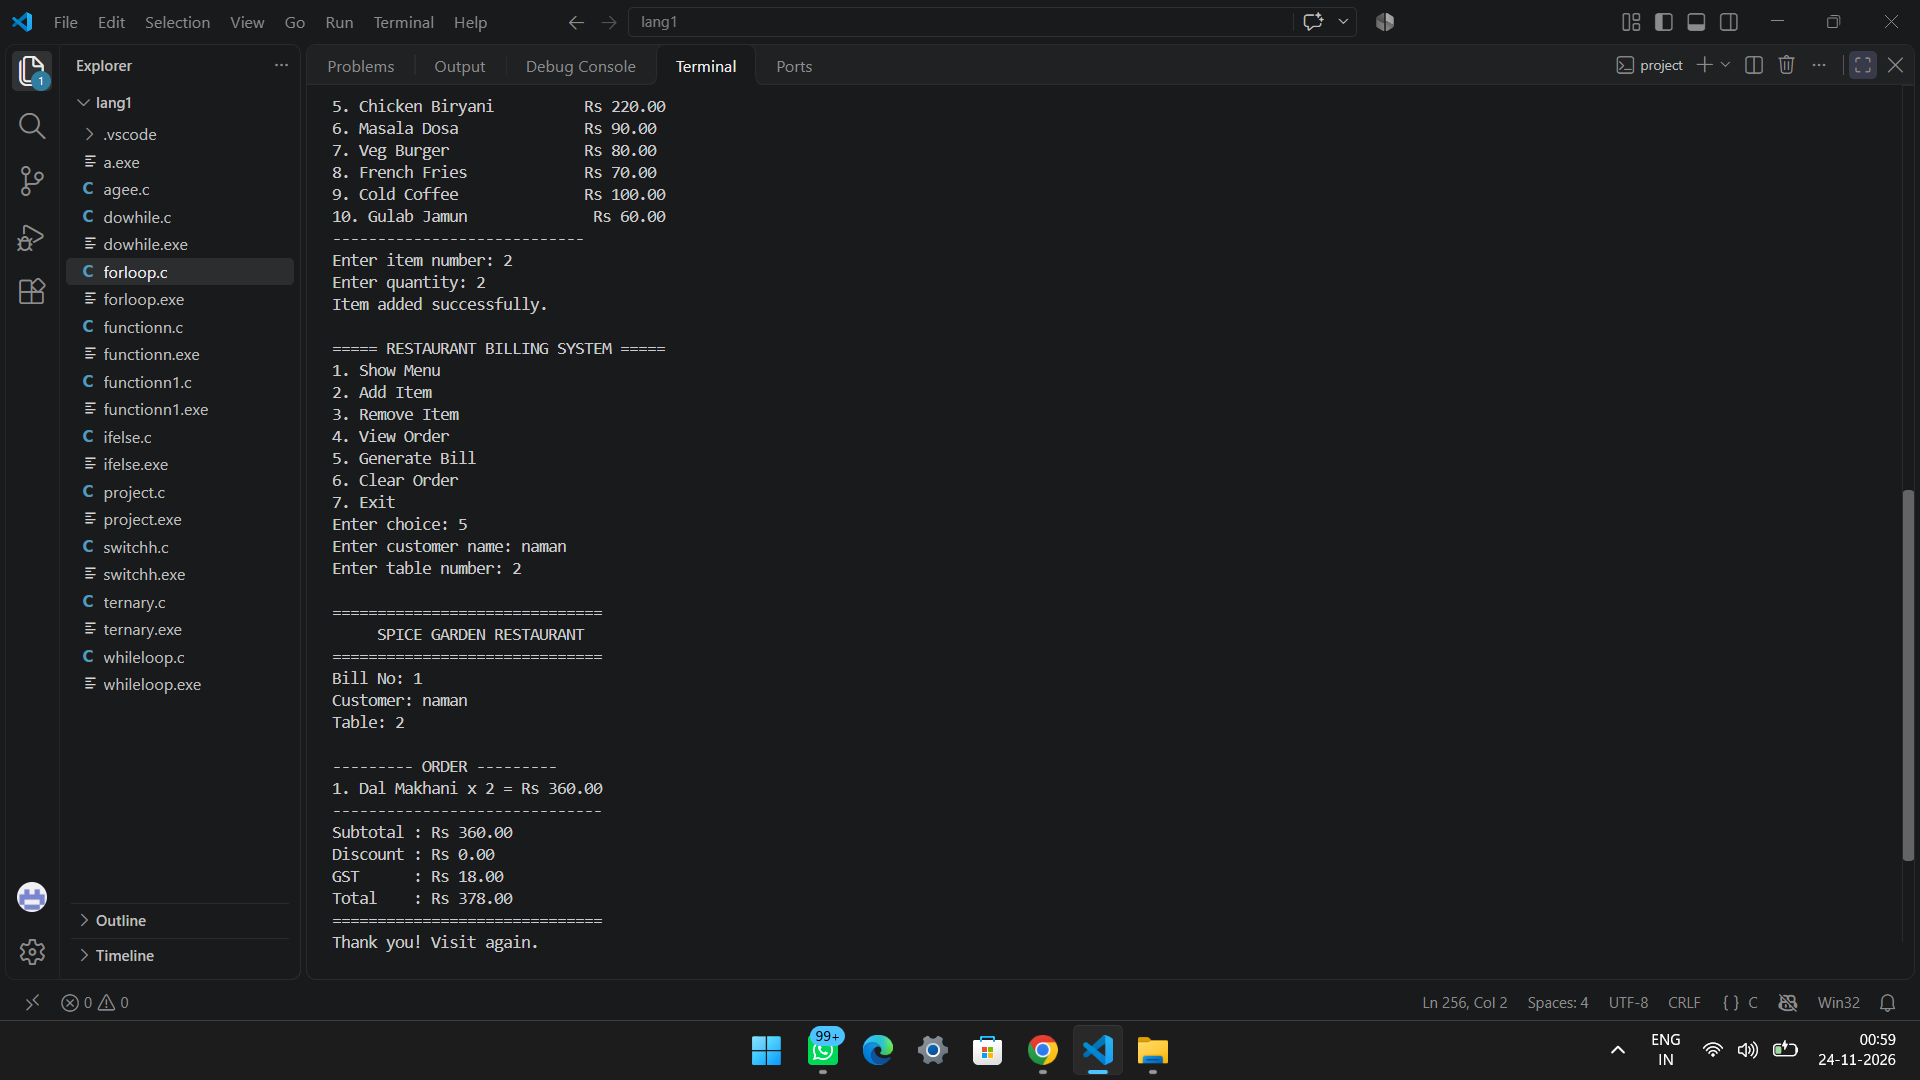 File Edit Selection View Go Run Terminal Help
lang1
Explorer
1
lang1
.vscode
a.exe
C agee.c
C dowhile.c
dowhile.exe
C forloop.c
forloop.exe
C functionn.c
functionn.exe
C functionn1.c
functionn1.exe
C ifelse.c
ifelse.exe
C project.c
project.exe
C switchh.c
switchh.exe
C ternary.c
ternary.exe
C whileloop.c
whileloop.exe
Outline
Timeline
Problems Output Debug Console Terminal Ports
project
5. Chicken Biryani          Rs 220.00
6. Masala Dosa              Rs 90.00
7. Veg Burger               Rs 80.00
8. French Fries             Rs 70.00
9. Cold Coffee              Rs 100.00
10. Gulab Jamun              Rs 60.00
----------------------------
Enter item number: 2
Enter quantity: 2
Item added successfully.
===== RESTAURANT BILLING SYSTEM =====
1. Show Menu
2. Add Item
3. Remove Item
4. View Order
5. Generate Bill
6. Clear Order
7. Exit
Enter choice: 5
Enter customer name: naman
Enter table number: 2
==============================
     SPICE GARDEN RESTAURANT
==============================
Bill No: 1
Customer: naman
Table: 2
--------- ORDER ---------
1. Dal Makhani x 2 = Rs 360.00
------------------------------
Subtotal : Rs 360.00
Discount : Rs 0.00
GST      : Rs 18.00
Total    : Rs 378.00
==============================
Thank you! Visit again.
0 0
Ln 256, Col 2 Spaces: 4 UTF-8 CRLF { } C Win32
99+
ENG
IN
00:59
24-11-2026